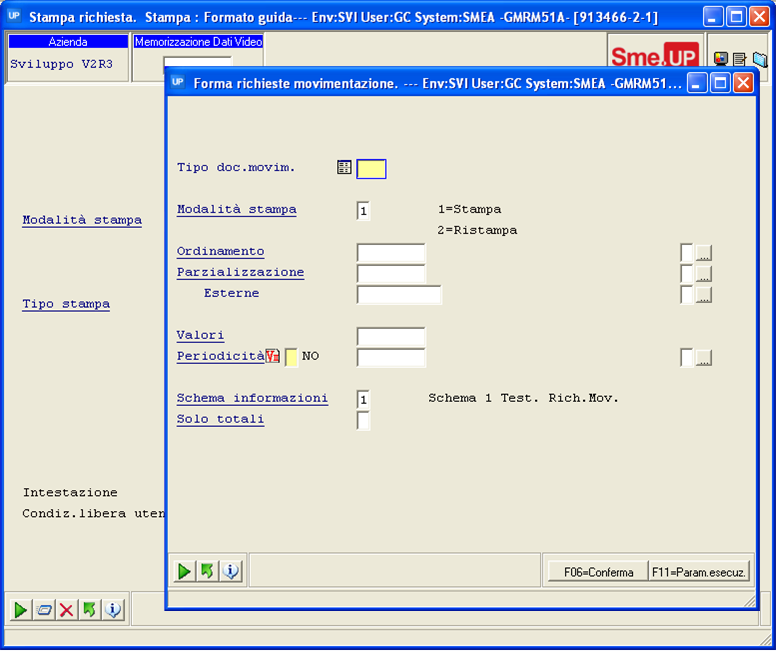 UP Stampa richiesta. Stampa : Formato guida--- Env:SVI User:GC System:SMEA -GMRM51A- [913466-2-1]
Azienda
Memorizzazione Dati Video
Sviluppo V2R3
Sme.UP
UP Forma richieste movimentazione. --- Env:SVI User:GC System:SMEA -GMRM51...
Tipo doc.movim.
Modalità stampa 1 1=Stampa
2=Ristampa
Modalità stampa
Ordinamento ...
Parzializzazione ...
Esterne ...
Tipo stampa
Valori
Periodicità NO ...
Schema informazioni 1 Schema 1 Test. Rich.Mov.
Solo totali
Intestazione
Condiz.libera uten
F06=Conferma F11=Param.esecuz.